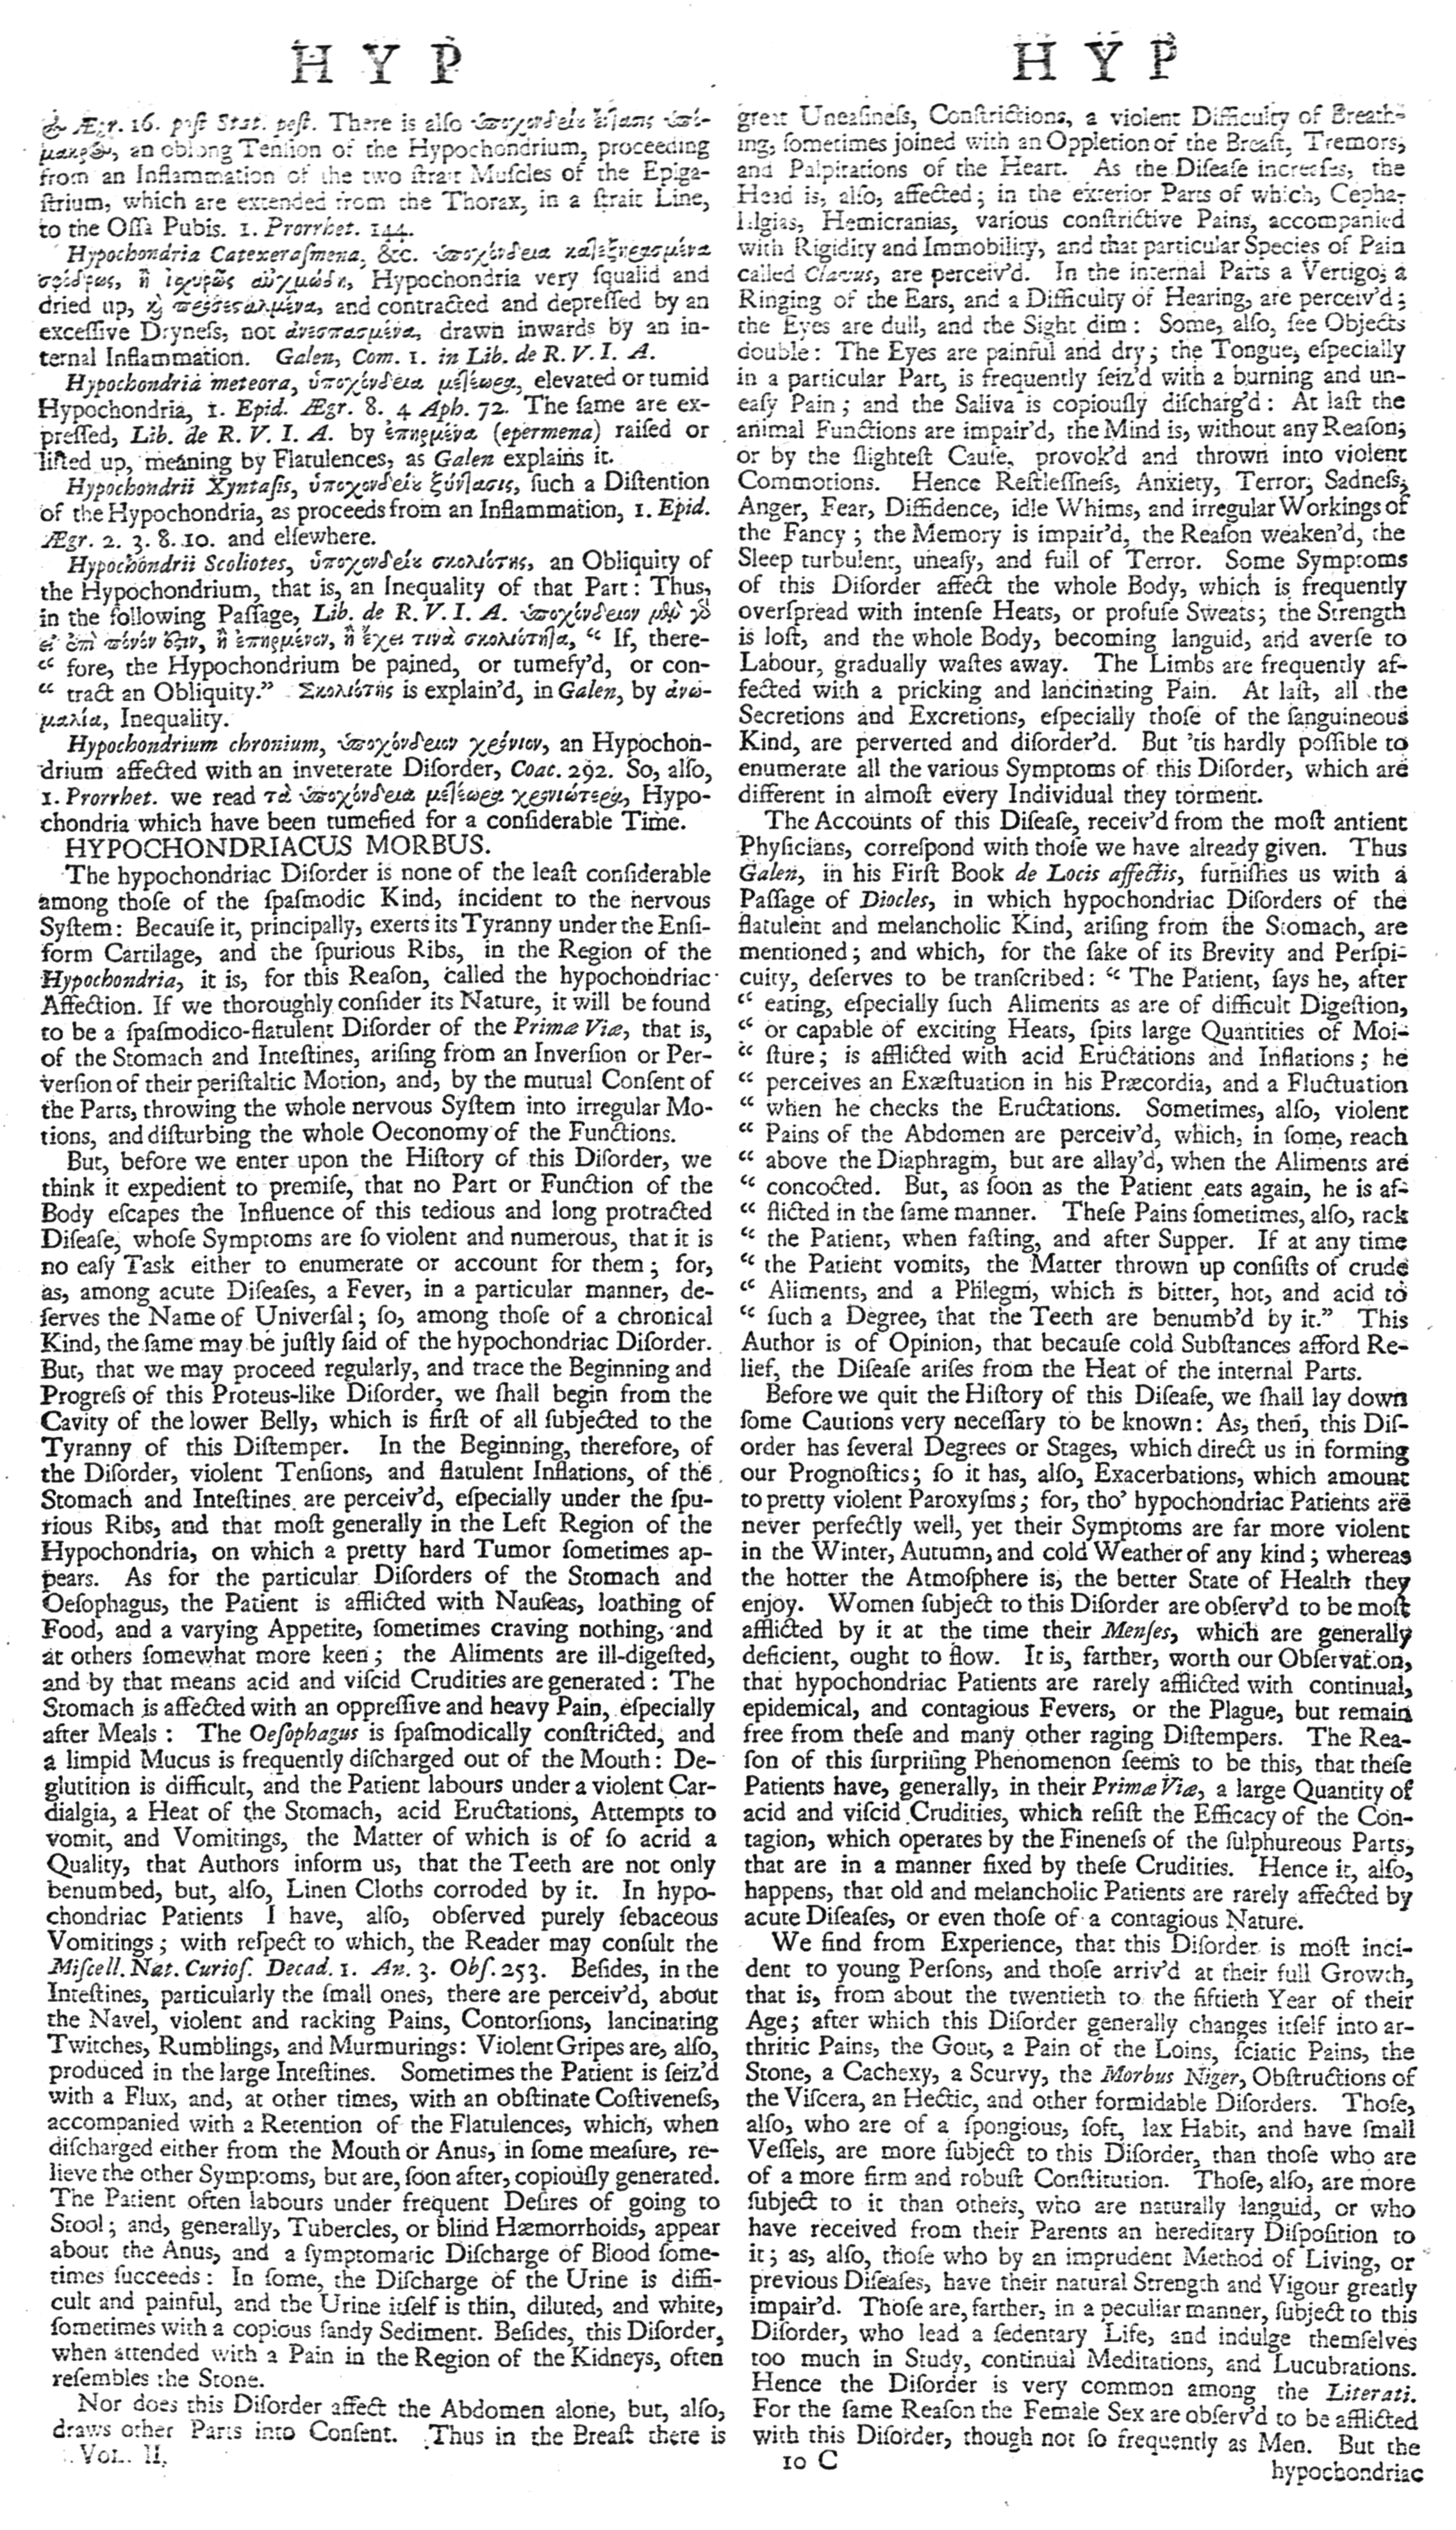 HYP
& Ægr. 16. post Stat. post. There is also ὑποχονδρίου
an oblong Tension of the Hypochondrium, proceeding
from an Inflammation of the two ſtrait Muſcles of the Epiga-
ſtrium, which are extended from the Thorax, in a ſtrait Line,
to the Oſſa Pubis. 1. Prorrhet. 144.
Hypochondria Catexeraſmena, &c. ὑποχόνδρια
Hypochondria very ſqualid and
dried up, and contracted and depreſſed by an
exceſſive Dryneſs, not ἀνεσπασμένα, drawn inwards by an in-
ternal Inflammation. Galen, Com. 1. in Lib. de R. V. I. A.
Hypochondria meteora, ὑποχόνδρια μετέωρα, elevated or tumid
Hypochondria, 1. Epid. Ægr. 8. 4 Aph. 72. The ſame are ex-
preſſed, Lib. de R. V. I. A. by ἐπηρμένα (epermena) raiſed or
lifted up, meaning by Flatulences, as Galen explains it.
Hypochondrii Xyntaſis, ὑποχονδρίου ξύντασις, ſuch a Diſtention
of the Hypochondria, as proceeds from an Inflammation, 1. Epid.
Ægr. 2. 3. 8. 10. and elſewhere.
Hypochondrii Scoliotes, ὑποχονδρίου σκολιότης, an Obliquity of
the Hypochondrium, that is, an Inequality of that Part: Thus,
in the following Paſſage, Lib. de R. V. I. A. ὑποχόνδριον
ἢ ἐπηρμένον, ἢ ἔχει τινὰ σκολιότητα, “ If, there-
“ fore, the Hypochondrium be pained, or tumefy'd, or con-
“ tract an Obliquity.” Σκολιότης is explain'd, in Galen, by ἀνω-
μαλία, Inequality.
Hypochondrium chronium, ὑποχόνδριον χρόνιον, an Hypochon-
drium affected with an inveterate Diſorder, Coac. 292. So, alſo,
1. Prorrhet. we read τὰ ὑποχόνδρια μετέωρα χρονιώτερα, Hypo-
chondria which have been tumefied for a conſiderable Time.
HYPOCHONDRIACUS MORBUS.
The hypochondriac Diſorder is none of the leaſt conſiderable
among thoſe of the ſpaſmodic Kind, incident to the nervous
Syſtem: Becauſe it, principally, exerts its Tyranny under the Enſi-
form Cartilage, and the ſpurious Ribs, in the Region of the
Hypochondria, it is, for this Reaſon, called the hypochondriac
Affection. If we thoroughly conſider its Nature, it will be found
to be a ſpaſmodico-flatulent Diſorder of the Primæ Viæ, that is,
of the Stomach and Inteſtines, ariſing from an Inverſion or Per-
verſion of their periſtaltic Motion, and, by the mutual Conſent of
the Parts, throwing the whole nervous Syſtem into irregular Mo-
tions, and diſturbing the whole Oeconomy of the Functions.
But, before we enter upon the Hiſtory of this Diſorder, we
think it expedient to premiſe, that no Part or Function of the
Body eſcapes the Influence of this tedious and long protracted
Diſeaſe, whoſe Symptoms are ſo violent and numerous, that it is
no eaſy Task either to enumerate or account for them; for,
as, among acute Diſeaſes, a Fever, in a particular manner, de-
ſerves the Name of Univerſal; ſo, among thoſe of a chronical
Kind, the ſame may be juſtly ſaid of the hypochondriac Diſorder.
But, that we may proceed regularly, and trace the Beginning and
Progreſs of this Proteus-like Diſorder, we ſhall begin from the
Cavity of the lower Belly, which is firſt of all ſubjected to the
Tyranny of this Diſtemper. In the Beginning, therefore, of
the Diſorder, violent Tenſions, and flatulent Inflations, of the
Stomach and Inteſtines are perceiv'd, eſpecially under the ſpu-
rious Ribs, and that moſt generally in the Left Region of the
Hypochondria, on which a pretty hard Tumor ſometimes ap-
pears. As for the particular Diſorders of the Stomach and
Oeſophagus, the Patient is afflicted with Nauſeas, loathing of
Food, and a varying Appetite, ſometimes craving nothing, and
at others ſomewhat more keen; the Aliments are ill-digeſted,
and by that means acid and viſcid Crudities are generated: The
Stomach is affected with an oppreſſive and heavy Pain, eſpecially
after Meals: The Oeſophagus is ſpaſmodically conſtricted, and
a limpid Mucus is frequently diſcharged out of the Mouth: De-
glutition is difficult, and the Patient labours under a violent Car-
dialgia, a Heat of the Stomach, acid Eructations, Attempts to
vomit, and Vomitings, the Matter of which is of ſo acrid a
Quality, that Authors inform us, that the Teeth are not only
benumbed, but, alſo, Linen Cloths corroded by it. In hypo-
chondriac Patients I have, alſo, obſerved purely ſebaceous
Vomitings; with reſpect to which, the Reader may conſult the
Miſcell. Nat. Curioſ. Decad. 1. An. 3. Obſ. 253. Beſides, in the
Inteſtines, particularly the ſmall ones, there are perceiv'd, about
the Navel, violent and racking Pains, Contorſions, lancinating
Twitches, Rumblings, and Murmurings: Violent Gripes are, alſo,
produced in the large Inteſtines. Sometimes the Patient is ſeiz'd
with a Flux, and, at other times, with an obſtinate Coſtiveneſs,
accompanied with a Retention of the Flatulences, which, when
diſcharged either from the Mouth or Anus, in ſome meaſure, re-
lieve the other Symptoms, but are, ſoon after, copiouſly generated.
The Patient often labours under frequent Deſires of going to
Stool; and, generally, Tubercles, or blind Hæmorrhoids, appear
about the Anus, and a ſymptomatic Diſcharge of Blood ſome-
times ſucceeds: In ſome, the Diſcharge of the Urine is diffi-
cult and painful, and the Urine itſelf is thin, diluted, and white,
ſometimes with a copious ſandy Sediment. Beſides, this Diſorder,
when attended with a Pain in the Region of the Kidneys, often
reſembles the Stone.
Nor does this Diſorder affect the Abdomen alone, but, alſo,
draws other Parts into Conſent. Thus in the Breaſt there is
VOL. II.
HYP
great Uneaſineſs, Conſtrictions, a violent Difficulty of Breath-
ing, ſometimes joined with an Oppletion of the Breaſt, Tremors,
and Palpitations of the Heart. As the Diſeaſe increaſes, the
Head is, alſo, affected; in the exterior Parts of which, Cepha-
lalgias, Hemicranias, various conſtrictive Pains, accompanied
with Rigidity and Immobility, and that particular Species of Pain
called Clavus, are perceiv'd. In the internal Parts a Vertigo, a
Ringing of the Ears, and a Difficulty of Hearing, are perceiv'd;
the Eyes are dull, and the Sight dim: Some, alſo, ſee Objects
double: The Eyes are painful and dry; the Tongue, eſpecially
in a particular Part, is frequently ſeiz'd with a burning and un-
eaſy Pain; and the Saliva is copiouſly diſcharg'd: At laſt the
animal Functions are impair'd, the Mind is, without any Reaſon,
or by the ſlighteſt Cauſe, provok'd and thrown into violent
Commotions. Hence Reſtleſſneſs, Anxiety, Terror, Sadneſs,
Anger, Fear, Diffidence, idle Whims, and irregular Workings of
the Fancy; the Memory is impair'd, the Reaſon weaken'd, the
Sleep turbulent, uneaſy, and full of Terror. Some Symptoms
of this Diſorder affect the whole Body, which is frequently
overſpread with intenſe Heats, or profuſe Sweats; the Strength
is loſt, and the whole Body, becoming languid, and averſe to
Labour, gradually waſtes away. The Limbs are frequently af-
fected with a pricking and lancinating Pain. At laſt, all the
Secretions and Excretions, eſpecially thoſe of the ſanguineous
Kind, are perverted and diſorder'd. But 'tis hardly poſſible to
enumerate all the various Symptoms of this Diſorder, which are
different in almoſt every Individual they torment.
The Accounts of this Diſeaſe, receiv'd from the moſt antient
Phyſicians, correſpond with thoſe we have already given. Thus
Galen, in his Firſt Book de Locis affectis, furniſhes us with a
Paſſage of Diocles, in which hypochondriac Diſorders of the
flatulent and melancholic Kind, ariſing from the Stomach, are
mentioned; and which, for the ſake of its Brevity and Perſpi-
cuity, deſerves to be tranſcribed: “ The Patient, ſays he, after
“ eating, eſpecially ſuch Aliments as are of difficult Digeſtion,
“ or capable of exciting Heats, ſpits large Quantities of Moi-
“ ſture; is afflicted with acid Eructations and Inflations; he
“ perceives an Exæſtuation in his Præcordia, and a Fluctuation
“ when he checks the Eructations. Sometimes, alſo, violent
“ Pains of the Abdomen are perceiv'd, which, in ſome, reach
“ above the Diaphragm, but are allay'd, when the Aliments are
“ concocted. But, as ſoon as the Patient eats again, he is af-
“ flicted in the ſame manner. Theſe Pains ſometimes, alſo, rack
“ the Patient, when faſting, and after Supper. If at any time
“ the Patient vomits, the Matter thrown up conſiſts of crude
“ Aliments, and a Phlegm, which is bitter, hot, and acid to
“ ſuch a Degree, that the Teeth are benumb'd by it.” This
Author is of Opinion, that becauſe cold Subſtances afford Re-
lief, the Diſeaſe ariſes from the Heat of the internal Parts.
Before we quit the Hiſtory of this Diſeaſe, we ſhall lay down
ſome Cautions very neceſſary to be known: As, then, this Diſ-
order has ſeveral Degrees or Stages, which direct us in forming
our Prognoſtics; ſo it has, alſo, Exacerbations, which amount
to pretty violent Paroxyſms; for, tho' hypochondriac Patients are
never perfectly well, yet their Symptoms are far more violent
in the Winter, Autumn, and cold Weather of any kind; whereas
the hotter the Atmoſphere is, the better State of Health they
enjoy. Women ſubject to this Diſorder are obſerv'd to be moſt
afflicted by it at the time their Menſes, which are generally
deficient, ought to flow. It is, farther, worth our Obſervation,
that hypochondriac Patients are rarely afflicted with continual,
epidemical, and contagious Fevers, or the Plague, but remain
free from theſe and many other raging Diſtempers. The Rea-
ſon of this ſurpriſing Phenomenon ſeems to be this, that theſe
Patients have, generally, in their Primæ Viæ, a large Quantity of
acid and viſcid Crudities, which reſiſt the Efficacy of the Con-
tagion, which operates by the Fineneſs of the ſulphureous Parts,
that are in a manner fixed by theſe Crudities. Hence it, alſo,
happens, that old and melancholic Patients are rarely affected by
acute Diſeaſes, or even thoſe of a contagious Nature.
We find from Experience, that this Diſorder is moſt inci-
dent to young Perſons, and thoſe arriv'd at their full Growth,
that is, from about the twentieth to the fiftieth Year of their
Age; after which this Diſorder generally changes itſelf into ar-
thritic Pains, the Gout, a Pain of the Loins, ſciatic Pains, the
Stone, a Cachexy, a Scurvy, the Morbus Niger, Obſtructions of
the Viſcera, an Hectic, and other formidable Diſorders. Thoſe,
alſo, who are of a ſpongious, ſoft, lax Habit, and have ſmall
Veſſels, are more ſubject to this Diſorder, than thoſe who are
of a more firm and robuſt Conſtitution. Thoſe, alſo, are more
ſubject to it than others, who are naturally languid, or who
have received from their Parents an hereditary Diſpoſition to
it; as, alſo, thoſe who by an imprudent Method of Living, or
previous Diſeaſes, have their natural Strength and Vigour greatly
impair'd. Thoſe are, farther, in a peculiar manner, ſubject to this
Diſorder, who lead a ſedentary Life, and indulge themſelves
too much in Study, continual Meditations, and Lucubrations.
Hence the Diſorder is very common among the Literati.
For the ſame Reaſon the Female Sex are obſerv'd to be afflicted
with this Diſorder, though not ſo frequently as Men. But the
10 C
hypochondriac